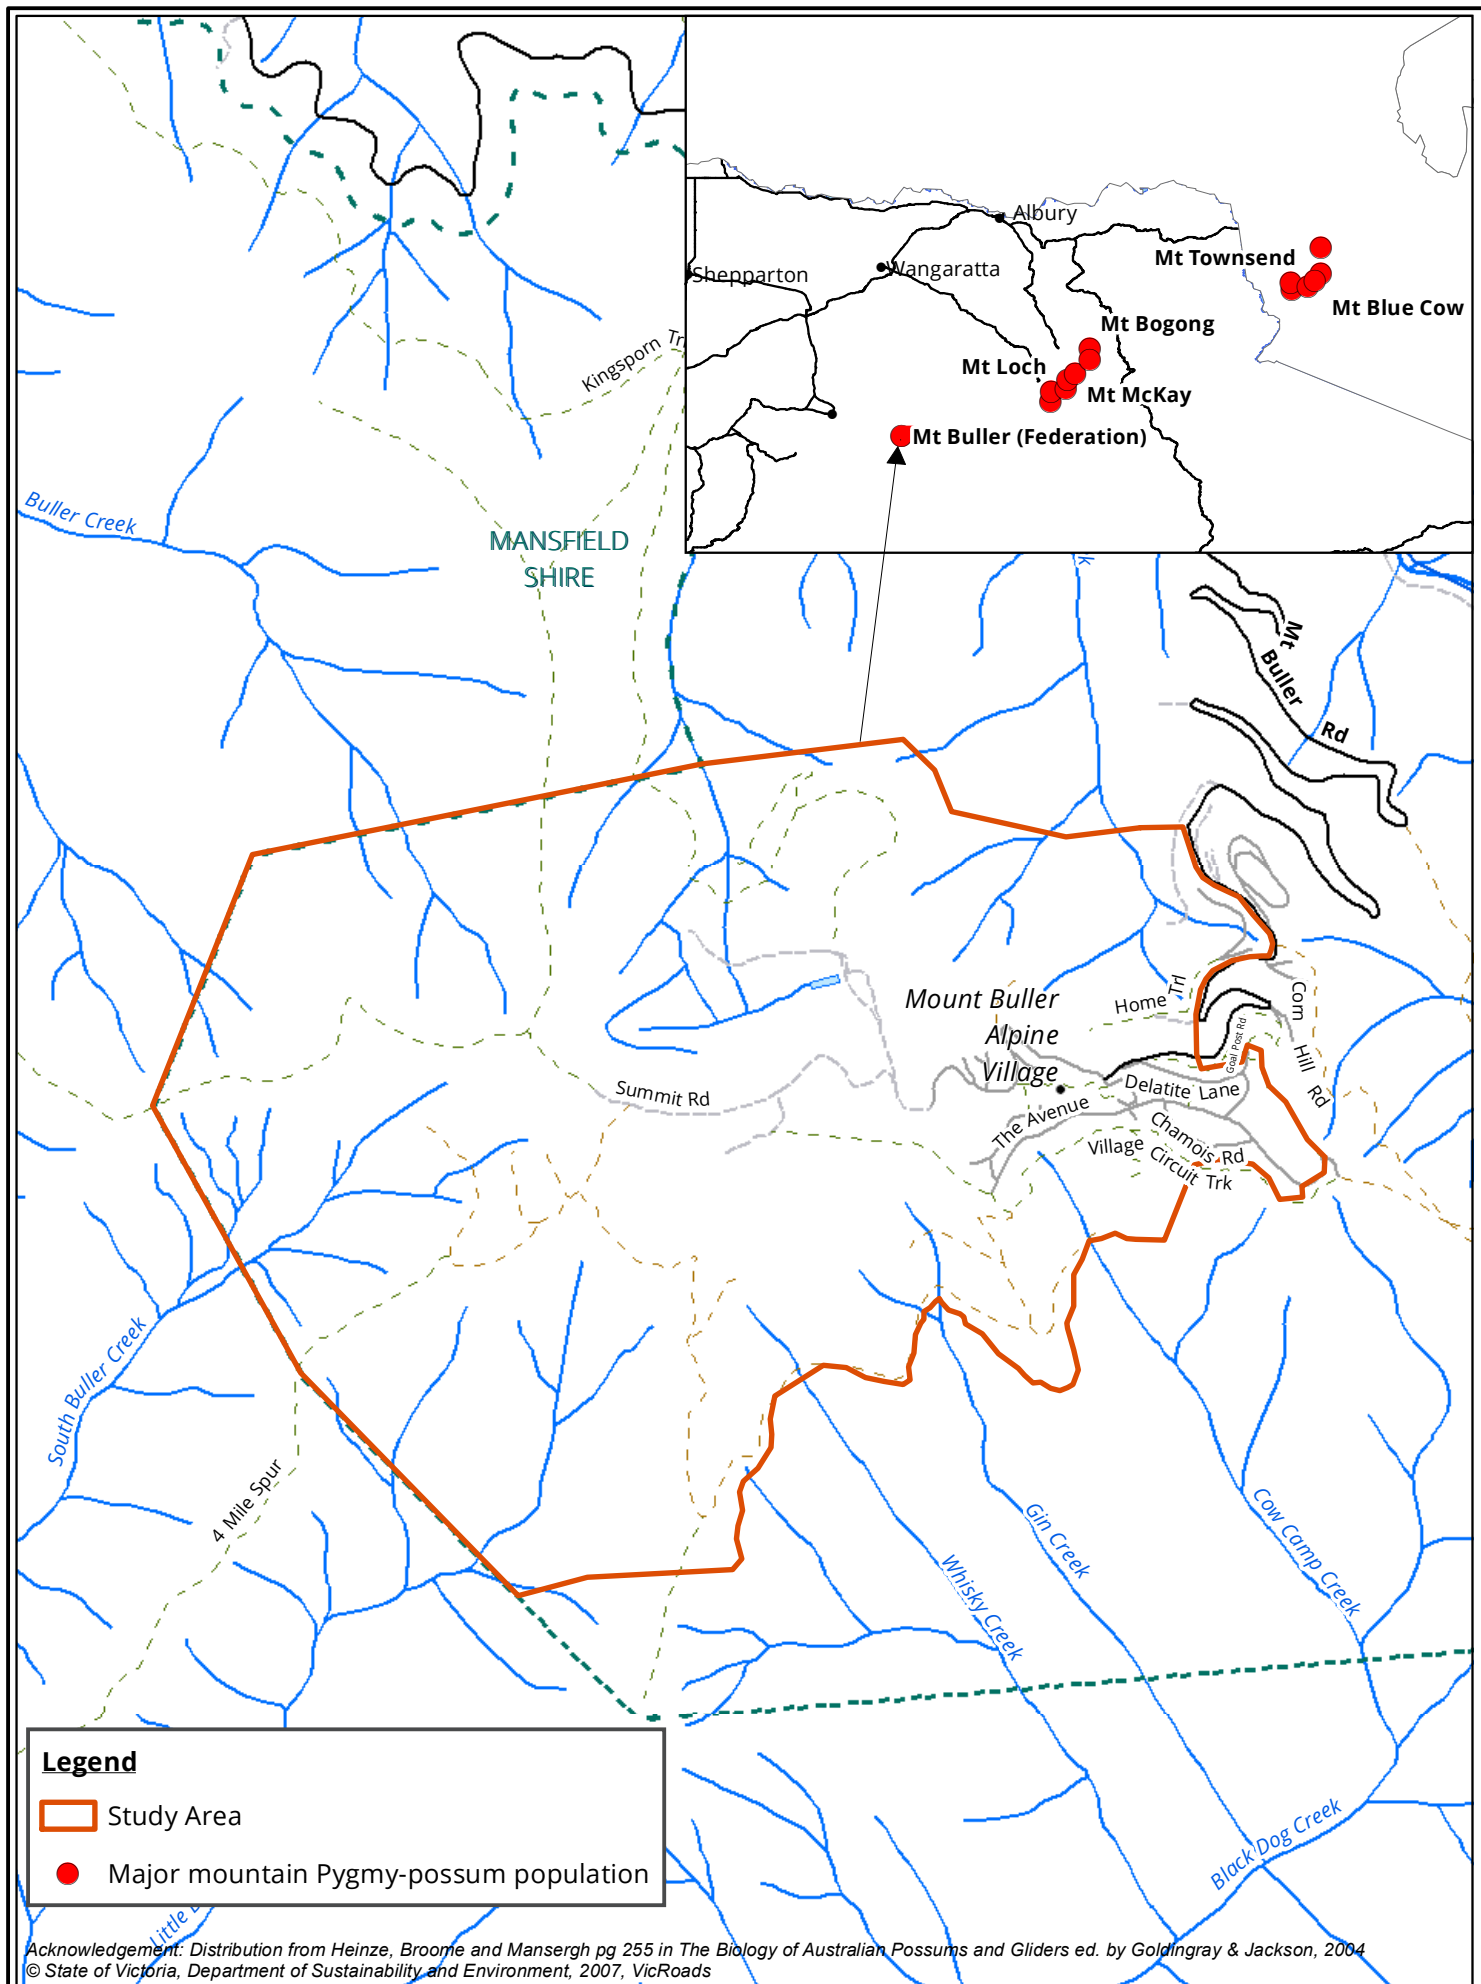 Albury
Shepparton
Wangaratta
Mt Townsend
Mt Blue Cow
Mt Bogong
Mt Loch
Mt McKay
Mt Buller (Federation)
Kingsporn Tr
Buller Creek
MANSFIELD
SHIRE
k
Mt Buller Rd
Mount Buller
Alpine
Village
Home Trl
Corn Hill Rd
Goal Post Rd
Summit Rd
Delatite Lane
The Avenue
Chamois Rd
Village Circuit Trk
South Buller Creek
4 Mile Spur
Gin Creek
Cow Camp Creek
Whisky Creek
Black Dog Creek
Legend
Study Area
Major mountain Pygmy-possum population
Little
Acknowledgement: Distribution from Heinze, Broome and Mansergh pg 255 in The Biology of Australian Possums and Gliders ed. by Goldingray & Jackson, 2004
© State of Victoria, Department of Sustainability and Environment, 2007, VicRoads